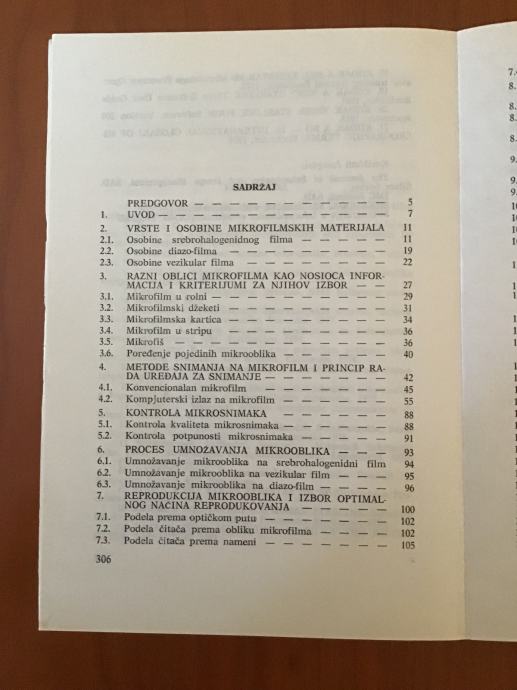 SADRŽAJ
PREDGOVOR — — — — — — — — — — — 5
1. UVOD — — — — — — — — — — — — — 7
2. VRSTE I OSOBINE MIKROFILMSKIH MATERIJALA 11
2.1. Osobine srebrohalogenidnog filma — — — — — 11
2.2. Osobine diazo-filma — — — — — — — — — 19
2.3. Osobine vezikular filma — — — — — — — — 22
3. RAZNI OBLICI MIKROFILMA KAO NOSIOCA INFOR-
MACIJA I KRITERIJUMI ZA NJIHOV IZBOR — — 27
3.1. Mikrofilm u rolni — — — — — — — — — — 29
3.2. Mikrofilmski džeketi — — — — — — — — — 31
3.3. Mikrofilmska kartica — — — — — — — — — 34
3.4. Mikrofilm u stripu — — — — — — — — — 36
3.5. Mikrofiš — — — — — — — — — — — — 36
3.6. Poređenje pojedinih mikrooblika — — — — — — 40
4. METODE SNIMANJA NA MIKROFILM I PRINCIP RA-
DA UREĐAJA ZA SNIMANJE — — — — — — — 42
4.1. Konvencionalan mikrofilm — — — — — — — 45
4.2. Kompjuterski izlaz na mikrofilm — — — — — — 55
5. KONTROLA MIKROSNIMAKA — — — — — — — 88
5.1. Kontrola kvaliteta mikrosnimaka — — — — — — 88
5.2. Kontrola potpunosti mikrosnimaka — — — — — 91
6. PROCES UMNOŽAVANJA MIKROOBLIKA — — — 93
6.1. Umnožavanje mikrooblika na srebrohalogenidni film 94
6.2. Umnožavanje mikrooblika na vezikular film — — — 95
6.3. Umnožavanje mikrooblika na diazo-film — — — — 96
7. REPRODUKCIJA MIKROOBLIKA I IZBOR OPTIMAL-
NOG NAČINA REPRODUKOVANJA — — — — — — 100
7.1. Podela prema optičkom putu — — — — — — — 102
7.2. Podela čitača prema obliku mikrofilma — — — — 102
7.3. Podela čitača prema nameni — — — — — — — 105
306